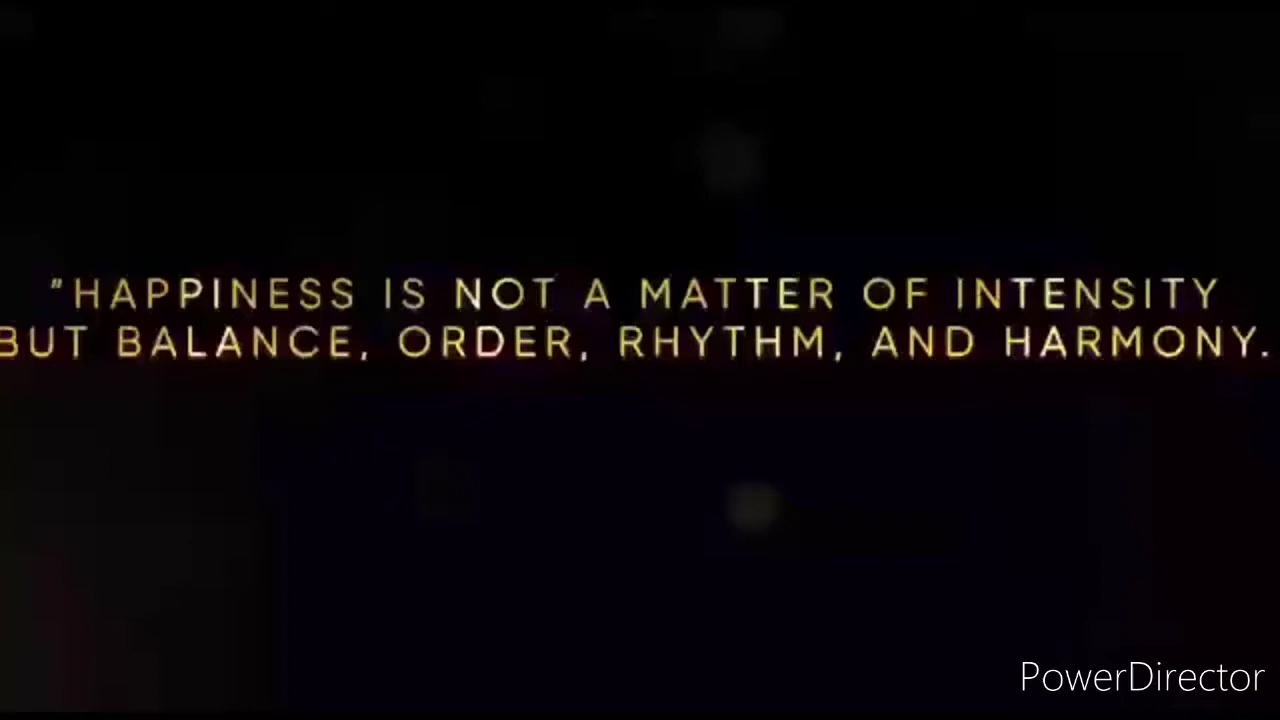 "HAPPINESS IS NOT A MATTER OF INTENSITY
BUT BALANCE, ORDER, RHYTHM, AND HARMONY.
PowerDirector